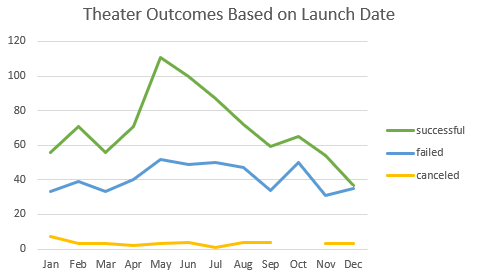 Theater Outcomes Based on Launch Date
120
100
80
60
40
20
0
Jan Feb Mar Apr May Jun Jul Aug Sep Oct Nov Dec
successful
failed
canceled